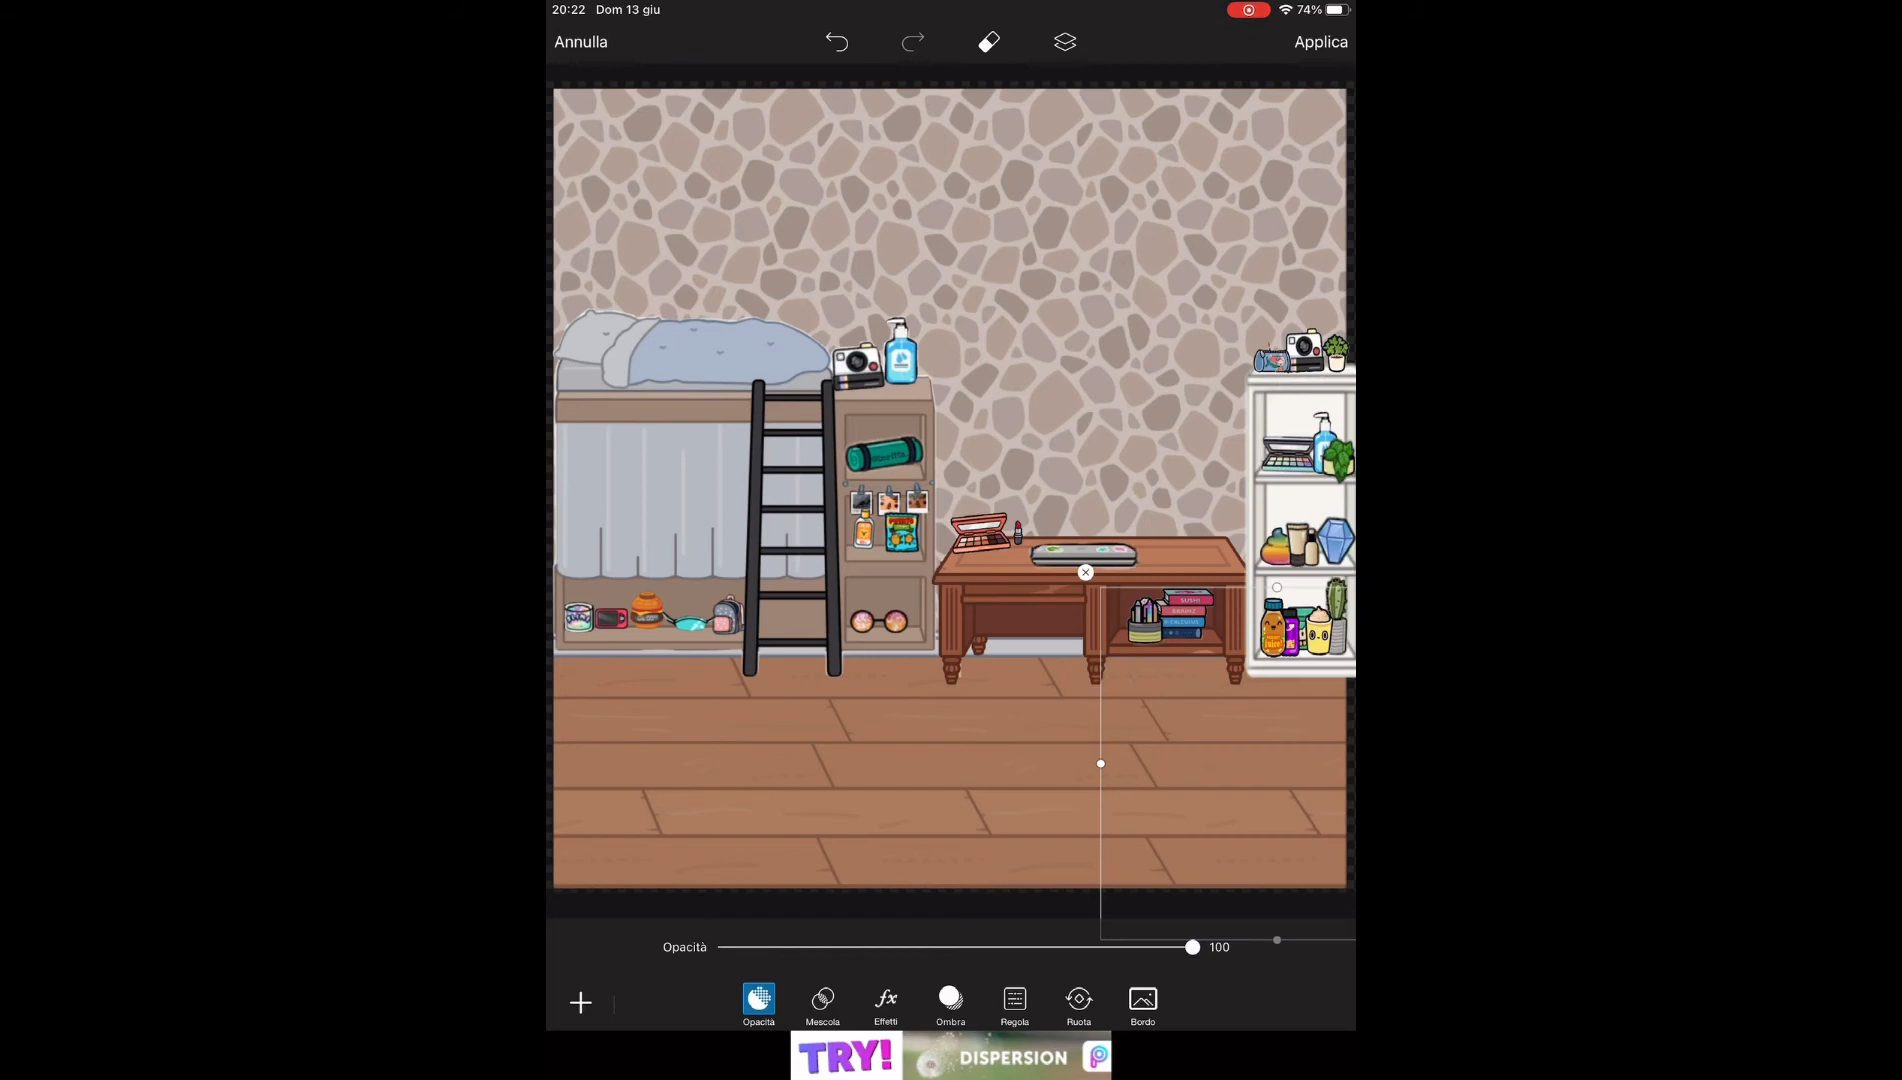 20:22 Dom 13 giu 74%
Annulla Applica
SUSHI
Opacità 100
Opacità Mescola Effetti Ombra Regola Ruota Bordo
TRY! DISPERSION